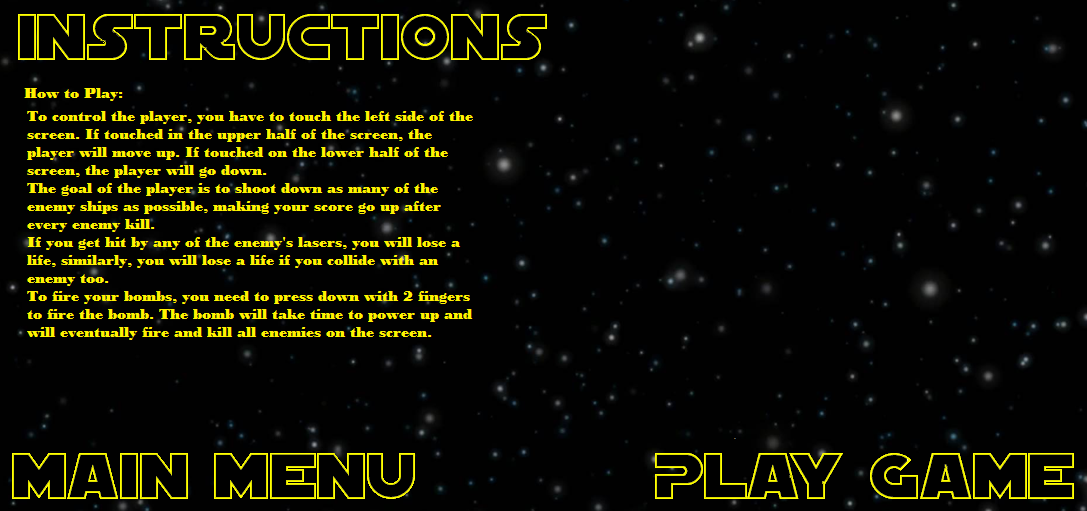 INSTRUCTIONS
How to Play:
To control the player, you have to touch the left side of the
screen. If touched in the upper half of the screen, the
player will move up. If touched on the lower half of the
screen, the player will go down.
The goal of the player is to shoot down as many of the
enemy ships as possible, making your score go up after
every enemy kill.
If you get hit by any of the enemy's lasers, you will lose a
life, similarly, you will lose a life if you collide with an
enemy too.
To fire your bombs, you need to press down with 2 fingers
to fire the bomb. The bomb will take time to power up and
will eventually fire and kill all enemies on the screen.
MAIN MENU
PLAY GAME